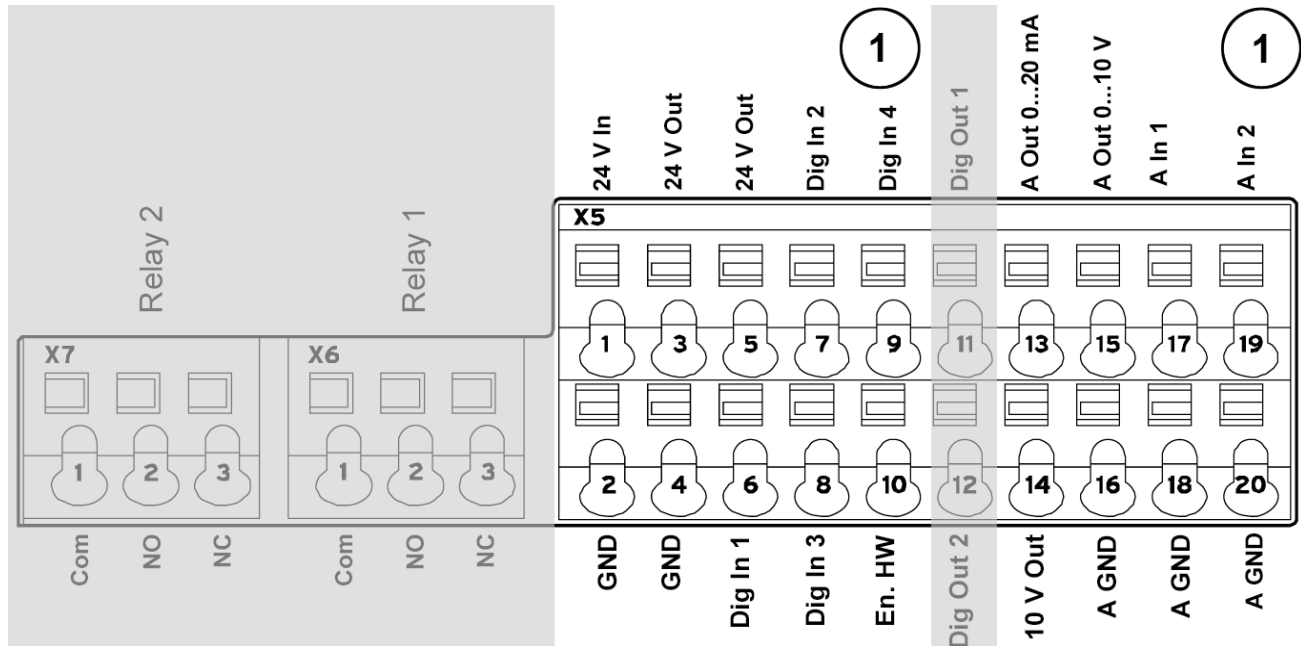 1
1
24 V In
24 V Out
24 V Out
Dig In 2
Dig In 4
Dig Out 1
A Out 0...20 mA
A Out 0...10 V
A In 1
A In 2
Relay 2
Relay 1
X5
1 3 5 7 9 11 13 15 17 19
X7
X6
1 2 3
1 2 3
2 4 6 8 10 12 14 16 18 20
Com
NO
NC
Com
NO
NC
GND
GND
Dig In 1
Dig In 3
En. HW
Dig Out 2
10 V Out
A GND
A GND
A GND